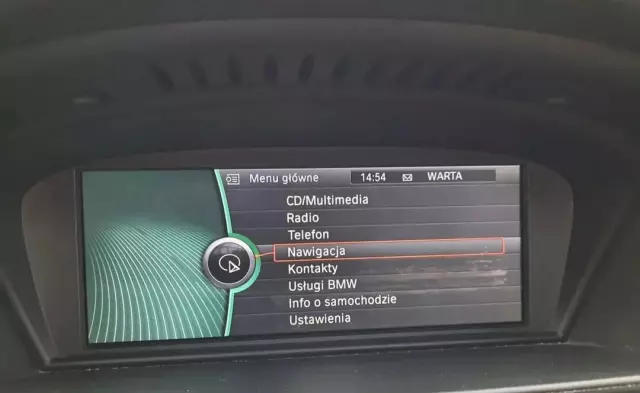 Menu główne 14:54 WARTA
CD/Multimedia
Radio
Telefon
Nawigacja
Kontakty
Usługi BMW
Info o samochodzie
Ustawienia